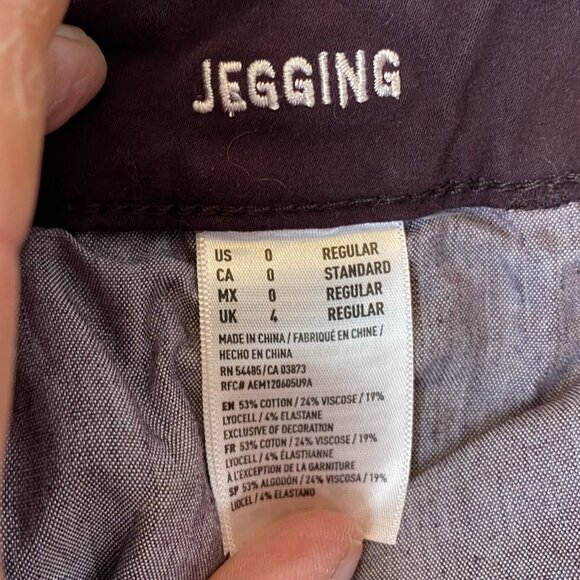 JEGGING
US 0 REGULAR
CA 0 STANDARD
MX 0 REGULAR
UK 4 REGULAR
MADE IN CHINA / FABRIQUÉ EN CHINE /
HECHO EN CHINA
RN 54485 / CA 03873
RFC# AEM120605U9A
EN 53% COTTON / 24% VISCOSE / 19%
LYOCELL / 4% ELASTANE
EXCLUSIVE OF DECORATION
FR 53% COTON / 24% VISCOSE / 19%
LYOCELL / 4% ELASTHANNE
À L'EXCEPTION DE LA GARNITURE
SP 53% ALGODÓN / 24% VISCOSA / 19%
LIOCEL / 4% ELASTANO